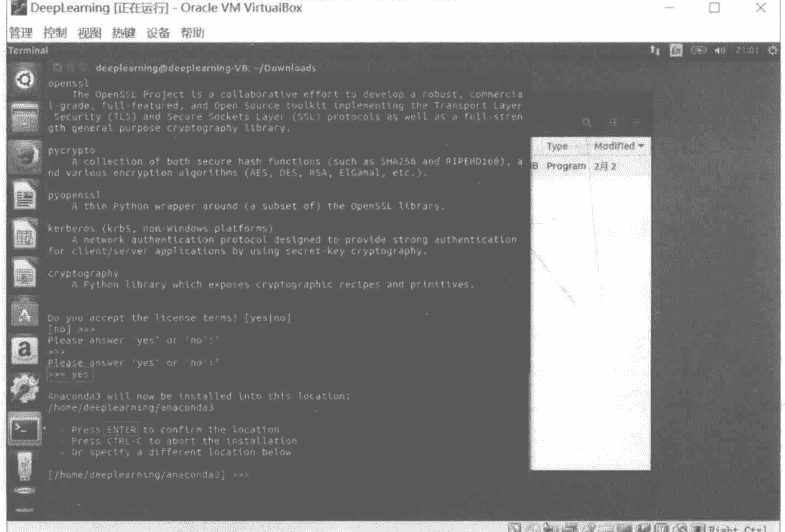 DeepLearning [正在运行] - Oracle VM VirtualBox
管理 控制 视图 热键 设备 帮助
Terminal
21:01
deeplearning@deeplearning-VB: ~/Downloads
openssl
The OpenSSL Project is a collaborative effort to develop a robust, commercia
l-grade, full-featured, and Open Source toolkit implementing the Transport Layer
Security (TLS) and Secure Sockets Layer (SSL) protocols as well as a full-stren
gth general purpose cryptography library.
pycrypto
A collection of both secure hash functions (such as SHA256 and RIPEMD160), a
nd various encryption algorithms (AES, DES, RSA, ElGamal, etc.).
pyopenssl
A thin Python wrapper around (a subset of) the OpenSSL library.
kerberos (krb5, non-Windows platforms)
A network authentication protocol designed to provide strong authentication
for client/server applications by using secret-key cryptography.
cryptography
A Python library which exposes cryptographic recipes and primitives.
Do you accept the license terms? [yes|no]
[no] >>>
Please answer 'yes' or 'no':'
>>>
Please answer 'yes' or 'no':'
>>> yes
Anaconda3 will now be installed into this location:
/home/deeplearning/anaconda3
- Press ENTER to confirm the location
- Press CTRL-C to abort the installation
- Or specify a different location below
[/home/deeplearning/anaconda3] >>>
Type Modified
B Program 2月 2
Right Ctrl